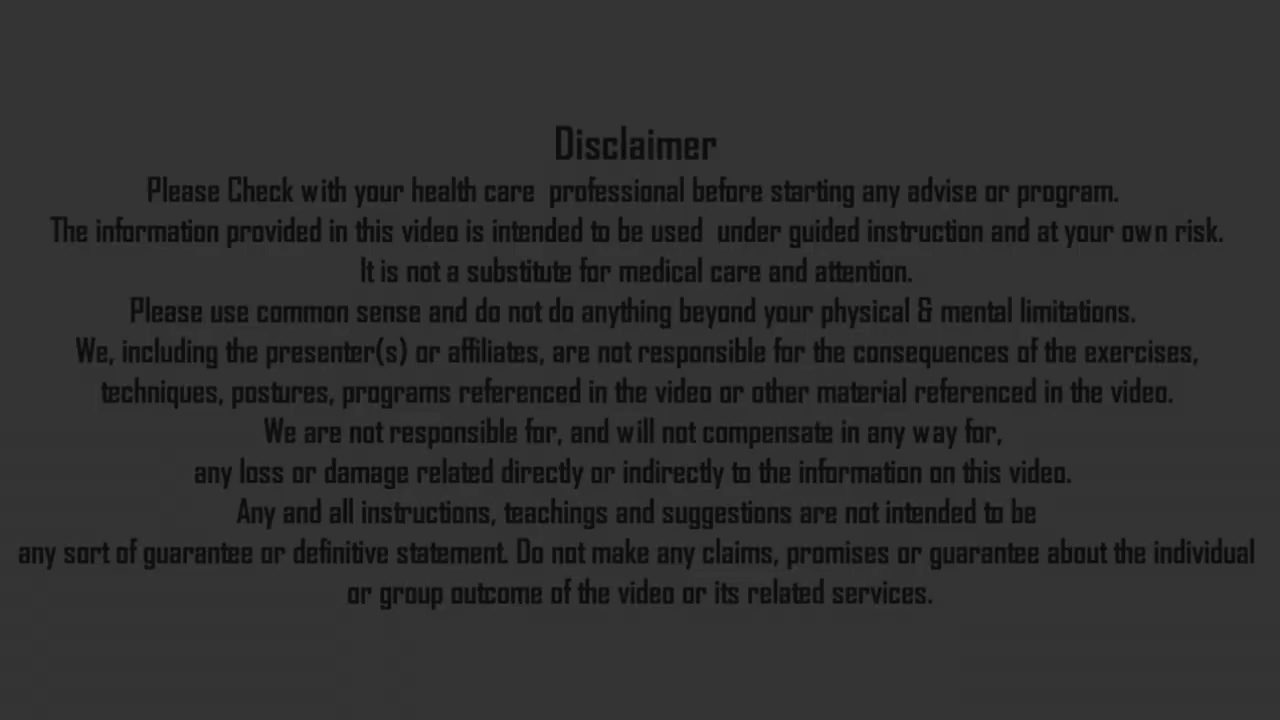 Disclaimer
Please Check with your health care professional before starting any advise or program.
The information provided in this video is intended to be used under guided instruction and at your own risk.
It is not a substitute for medical care and attention.
Please use common sense and do not do anything beyond your physical & mental limitations.
We, including the presenter(s) or affiliates, are not responsible for the consequences of the exercises,
techniques, postures, programs referenced in the video or other material referenced in the video.
We are not responsible for, and will not compensate in any way for,
any loss or damage related directly or indirectly to the information on this video.
Any and all instructions, teachings and suggestions are not intended to be
any sort of guarantee or definitive statement. Do not make any claims, promises or guarantee about the individual
or group outcome of the video or its related services.